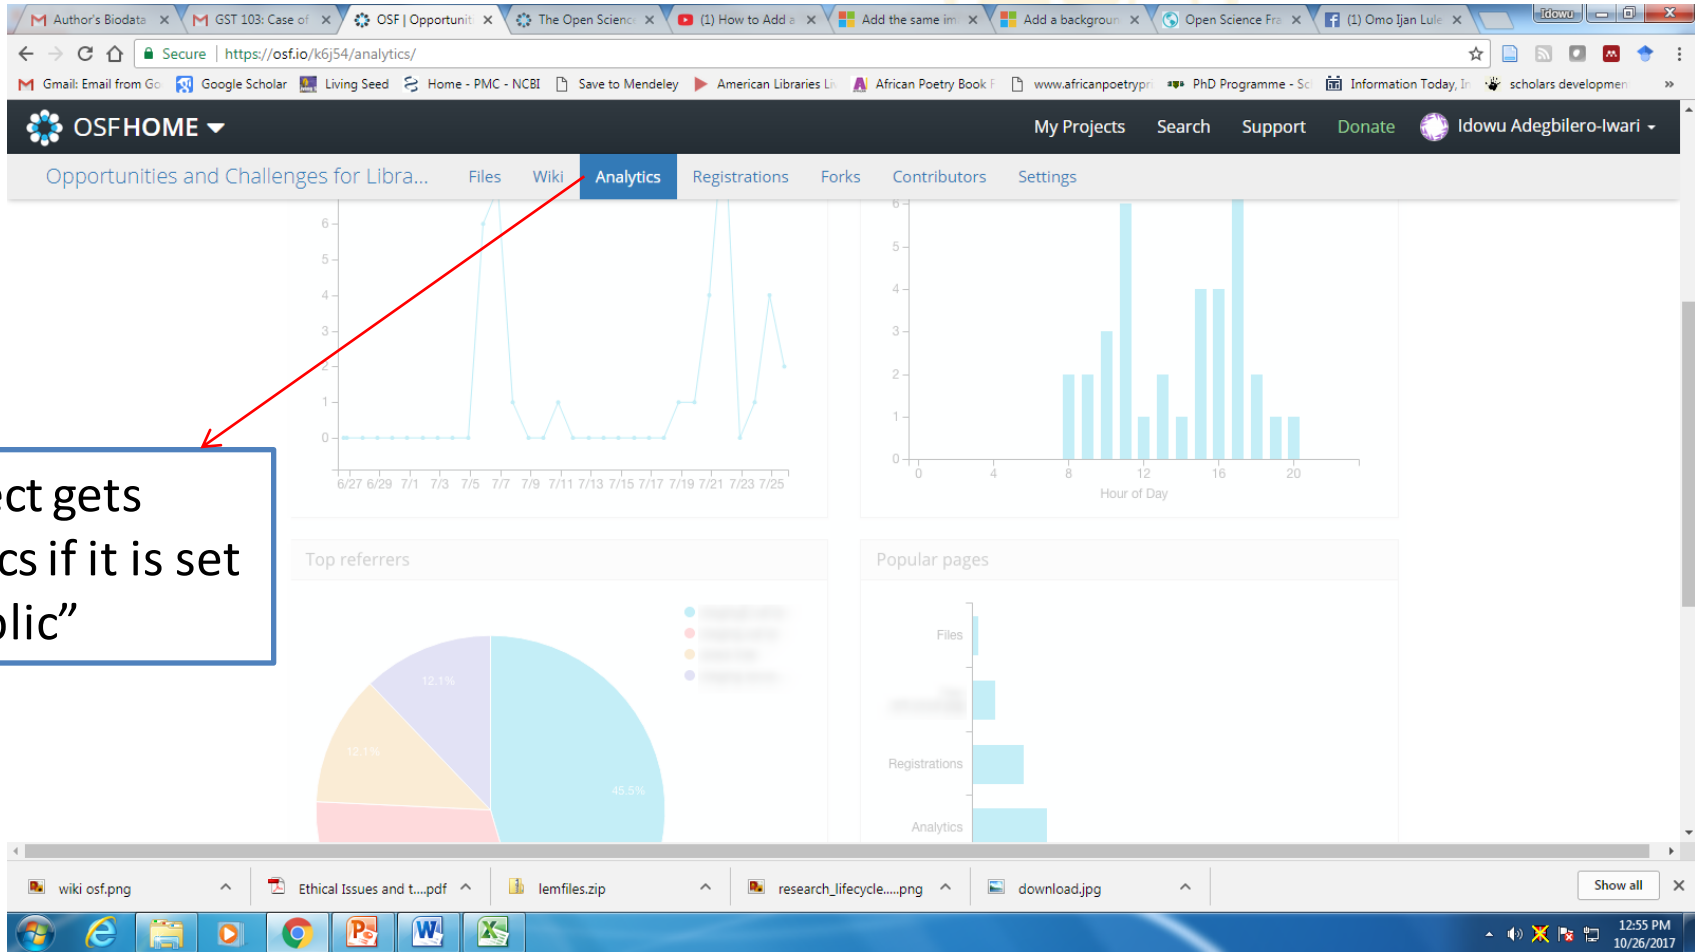 Author's Biodata
GST 103: Case of
OSF | Opportuniti
The Open Science
(1) How to Add a
Add the same im
Add a backgroun
Open Science Fra
(1) Omo Ijan Lule
Idowu
Secure | https://osf.io/k6j54/analytics/
Gmail: Email from Go
Google Scholar
Living Seed
Home - PMC - NCBI
Save to Mendeley
American Libraries Li
African Poetry Book F
www.africanpoetrypri
PhD Programme - Sc
Information Today, In
scholars developmen
»
OSFHOME
My Projects
Search
Support
Donate
Idowu Adegbilero-Iwari
Opportunities and Challenges for Libra...
Files
Wiki
Analytics
Registrations
Forks
Contributors
Settings
6
5
4
3
2
1
0
6/27 6/29 7/1 7/3 7/5 7/7 7/9 7/11 7/13 7/15 7/17 7/19 7/21 7/23 7/25
6
5
4
3
2
1
0
0 4 8 12 16 20
Hour of Day
ect gets
cs if it is set
blic”
Top referrers
12.1%
12.1%
45.5%
Popular pages
Files
Registrations
Analytics
wiki osf.png
Ethical Issues and t....pdf
lemfiles.zip
research_lifecycle.....png
download.jpg
Show all
12:55 PM
10/26/2017